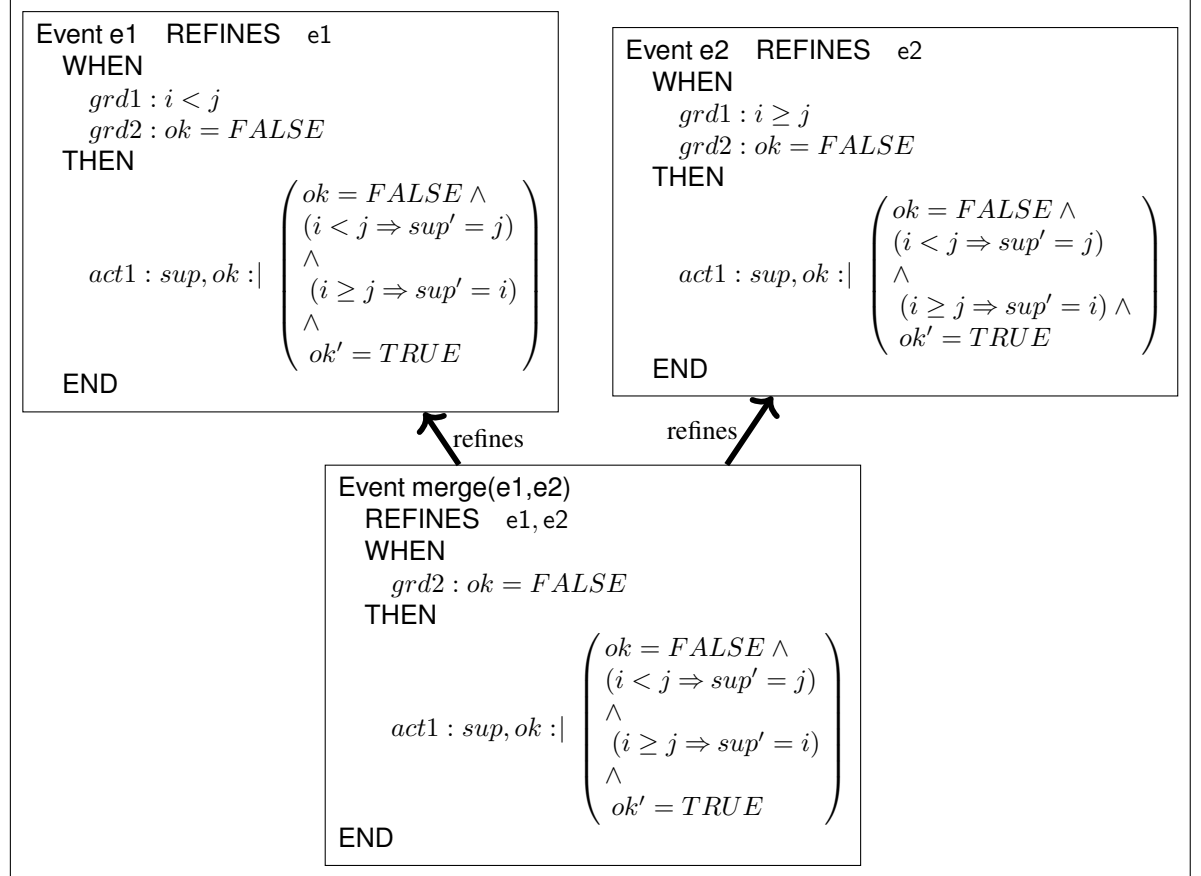 Event e1 REFINES e1
WHEN
grd1 : i < j
grd2 : ok = FALSE
THEN
act1 : sup, ok :| ( ok = FALSE ∧
(i < j ⇒ sup′ = j)
∧
(i ≥ j ⇒ sup′ = i)
∧
ok′ = TRUE )
END
Event e2 REFINES e2
WHEN
grd1 : i ≥ j
grd2 : ok = FALSE
THEN
act1 : sup, ok :| ( ok = FALSE ∧
(i < j ⇒ sup′ = j)
∧
(i ≥ j ⇒ sup′ = i) ∧
ok′ = TRUE )
END
refines
refines
Event merge(e1,e2)
REFINES e1, e2
WHEN
grd2 : ok = FALSE
THEN
act1 : sup, ok :| ( ok = FALSE ∧
(i < j ⇒ sup′ = j)
∧
(i ≥ j ⇒ sup′ = i)
∧
ok′ = TRUE )
END